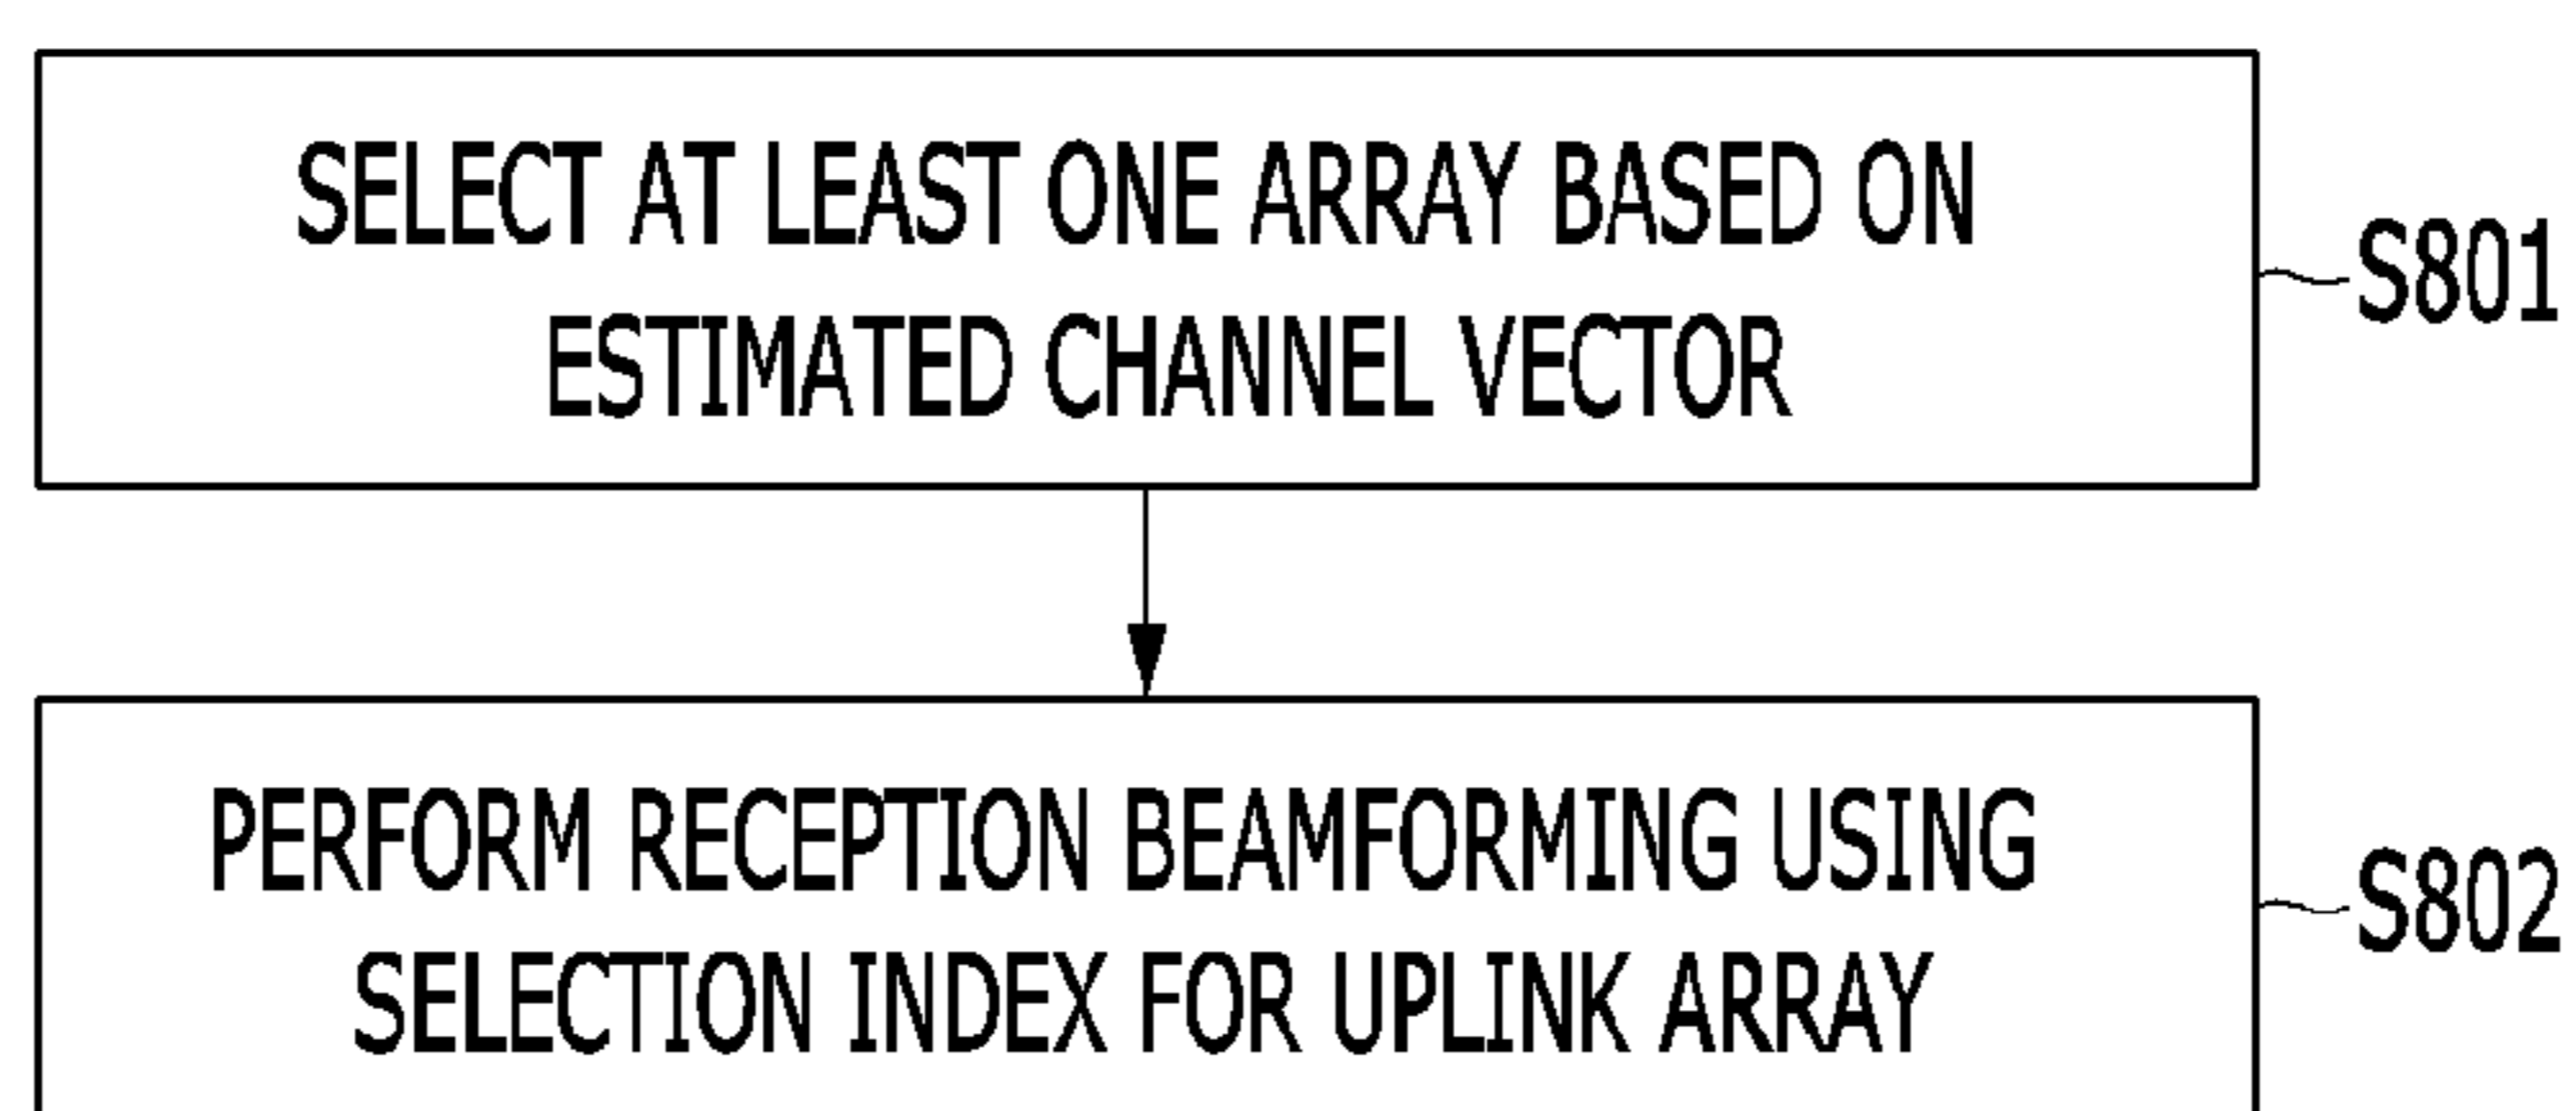 SELECT AT LEAST ONE ARRAY BASED ON
ESTIMATED CHANNEL VECTOR
S801
PERFORM RECEPTION BEAMFORMING USING
SELECTION INDEX FOR UPLINK ARRAY
S802